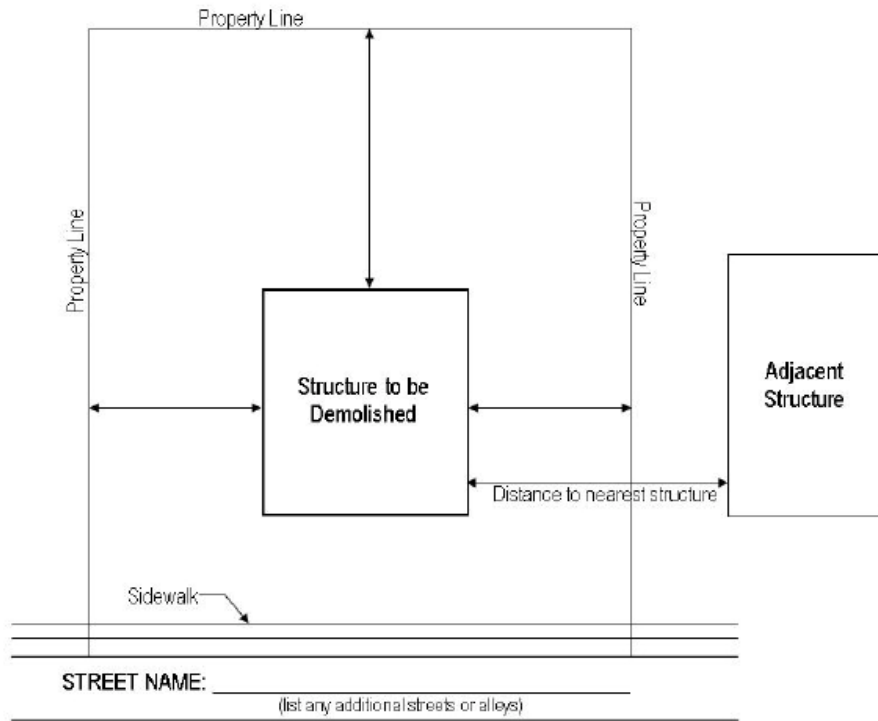 Property Line
Property Line
Property Line
Structure to be
Demolished
Adjacent
Structure
Distance to nearest structure
Sidewalk
STREET NAME:
(list any additional streets or alleys)